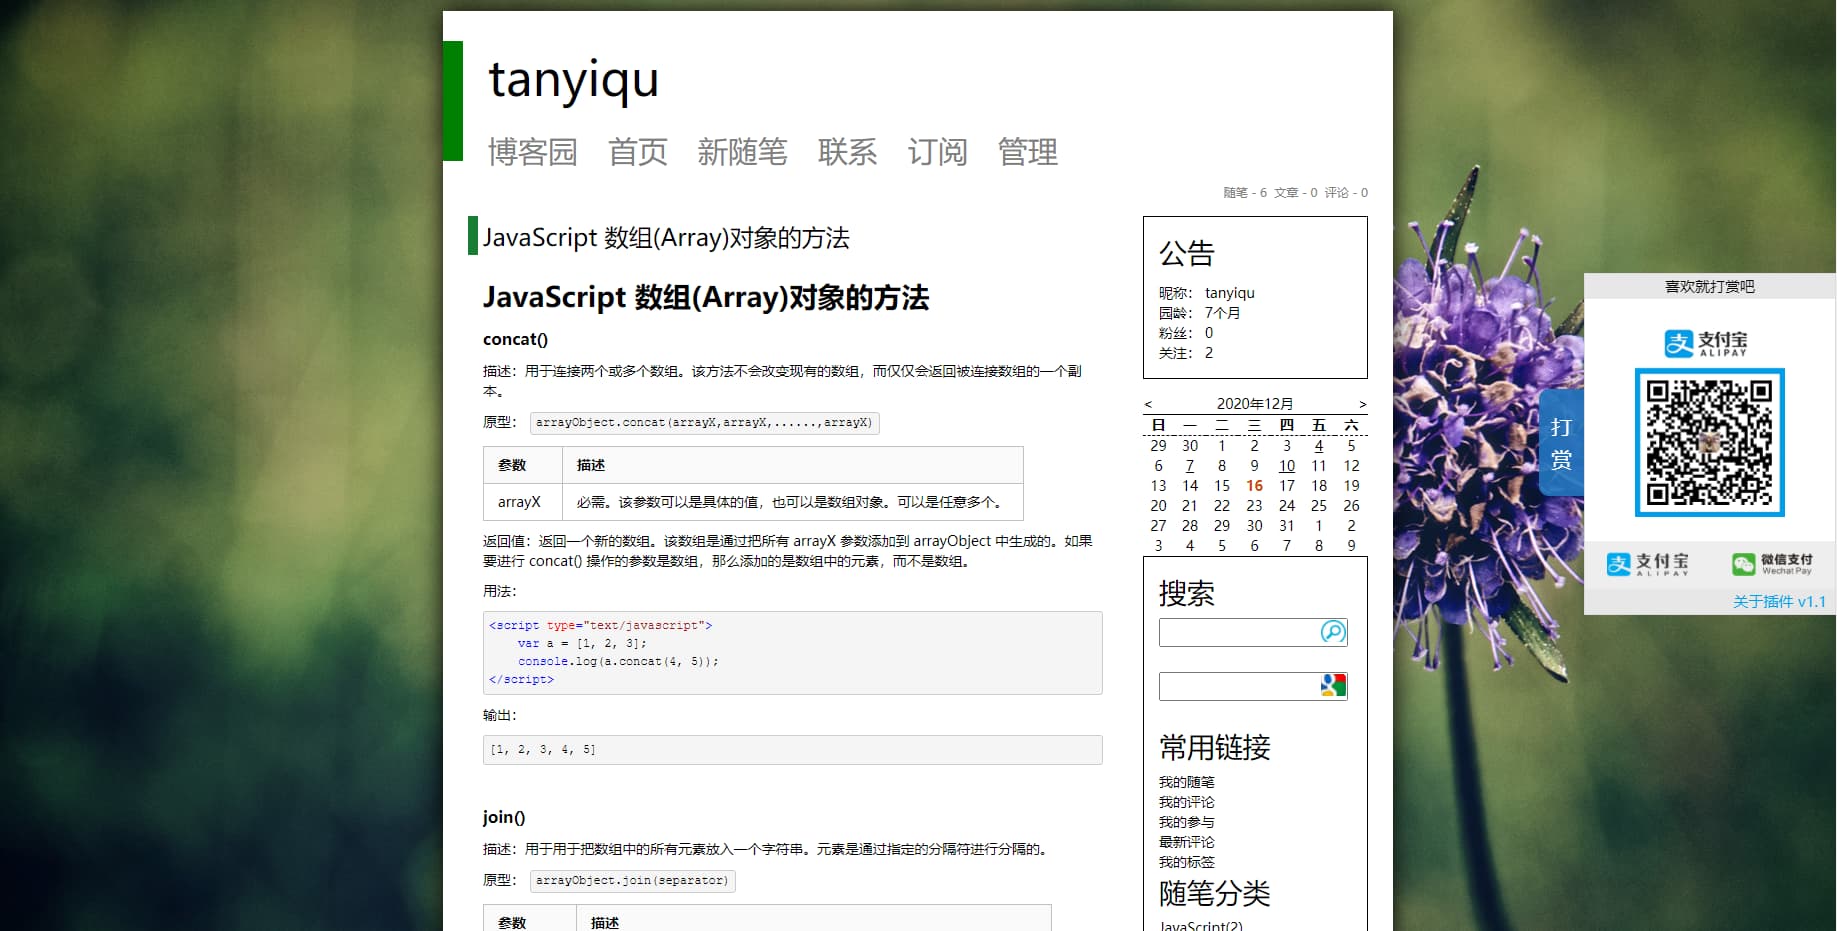 tanyiqu
博客园 首页 新随笔 联系 订阅 管理
随笔 - 6 文章 - 0 评论 - 0
JavaScript 数组(Array)对象的方法
JavaScript 数组(Array)对象的方法
concat()
描述：用于连接两个或多个数组。该方法不会改变现有的数组，而仅仅会返回被连接数组的一个副
本。
原型： arrayObject.concat(arrayX,arrayX,......,arrayX)
参数 描述
arrayX 必需。该参数可以是具体的值，也可以是数组对象。可以是任意多个。
返回值：返回一个新的数组。该数组是通过把所有 arrayX 参数添加到 arrayObject 中生成的。如果
要进行 concat() 操作的参数是数组，那么添加的是数组中的元素，而不是数组。
用法：
<script type="text/javascript">
    var a = [1, 2, 3];
    console.log(a.concat(4, 5));
</script>
输出：
[1, 2, 3, 4, 5]
join()
描述：用于用于把数组中的所有元素放入一个字符串。元素是通过指定的分隔符进行分隔的。
原型： arrayObject.join(separator)
参数 描述
公告
昵称： tanyiqu
园龄： 7个月
粉丝： 0
关注： 2
< 2020年12月 >
日 一 二 三 四 五 六
29 30 1 2 3 4 5
6 7 8 9 10 11 12
13 14 15 16 17 18 19
20 21 22 23 24 25 26
27 28 29 30 31 1 2
3 4 5 6 7 8 9
搜索
常用链接
我的随笔
我的评论
我的参与
最新评论
我的标签
随笔分类
JavaScript(2)
打
赏
喜欢就打赏吧
支 支付宝
ALIPAY
支 支付宝 微信支付
ALIPAY Wechat Pay
关于插件 v1.1